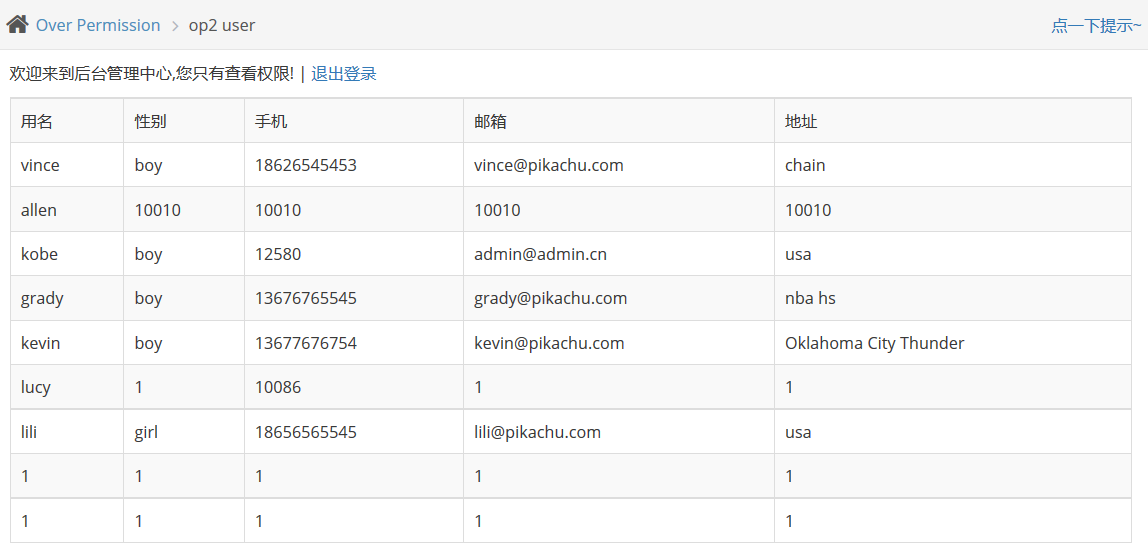 Over Permission > op2 user 点一下提示~
欢迎来到后台管理中心,您只有查看权限! | 退出登录
用名 性别 手机 邮箱 地址
vince boy 18626545453 vince@pikachu.com chain
allen 10010 10010 10010 10010
kobe boy 12580 admin@admin.cn usa
grady boy 13676765545 grady@pikachu.com nba hs
kevin boy 13677676754 kevin@pikachu.com Oklahoma City Thunder
lucy 1 10086 1 1
lili girl 18656565545 lili@pikachu.com usa
1 1 1 1 1
1 1 1 1 1